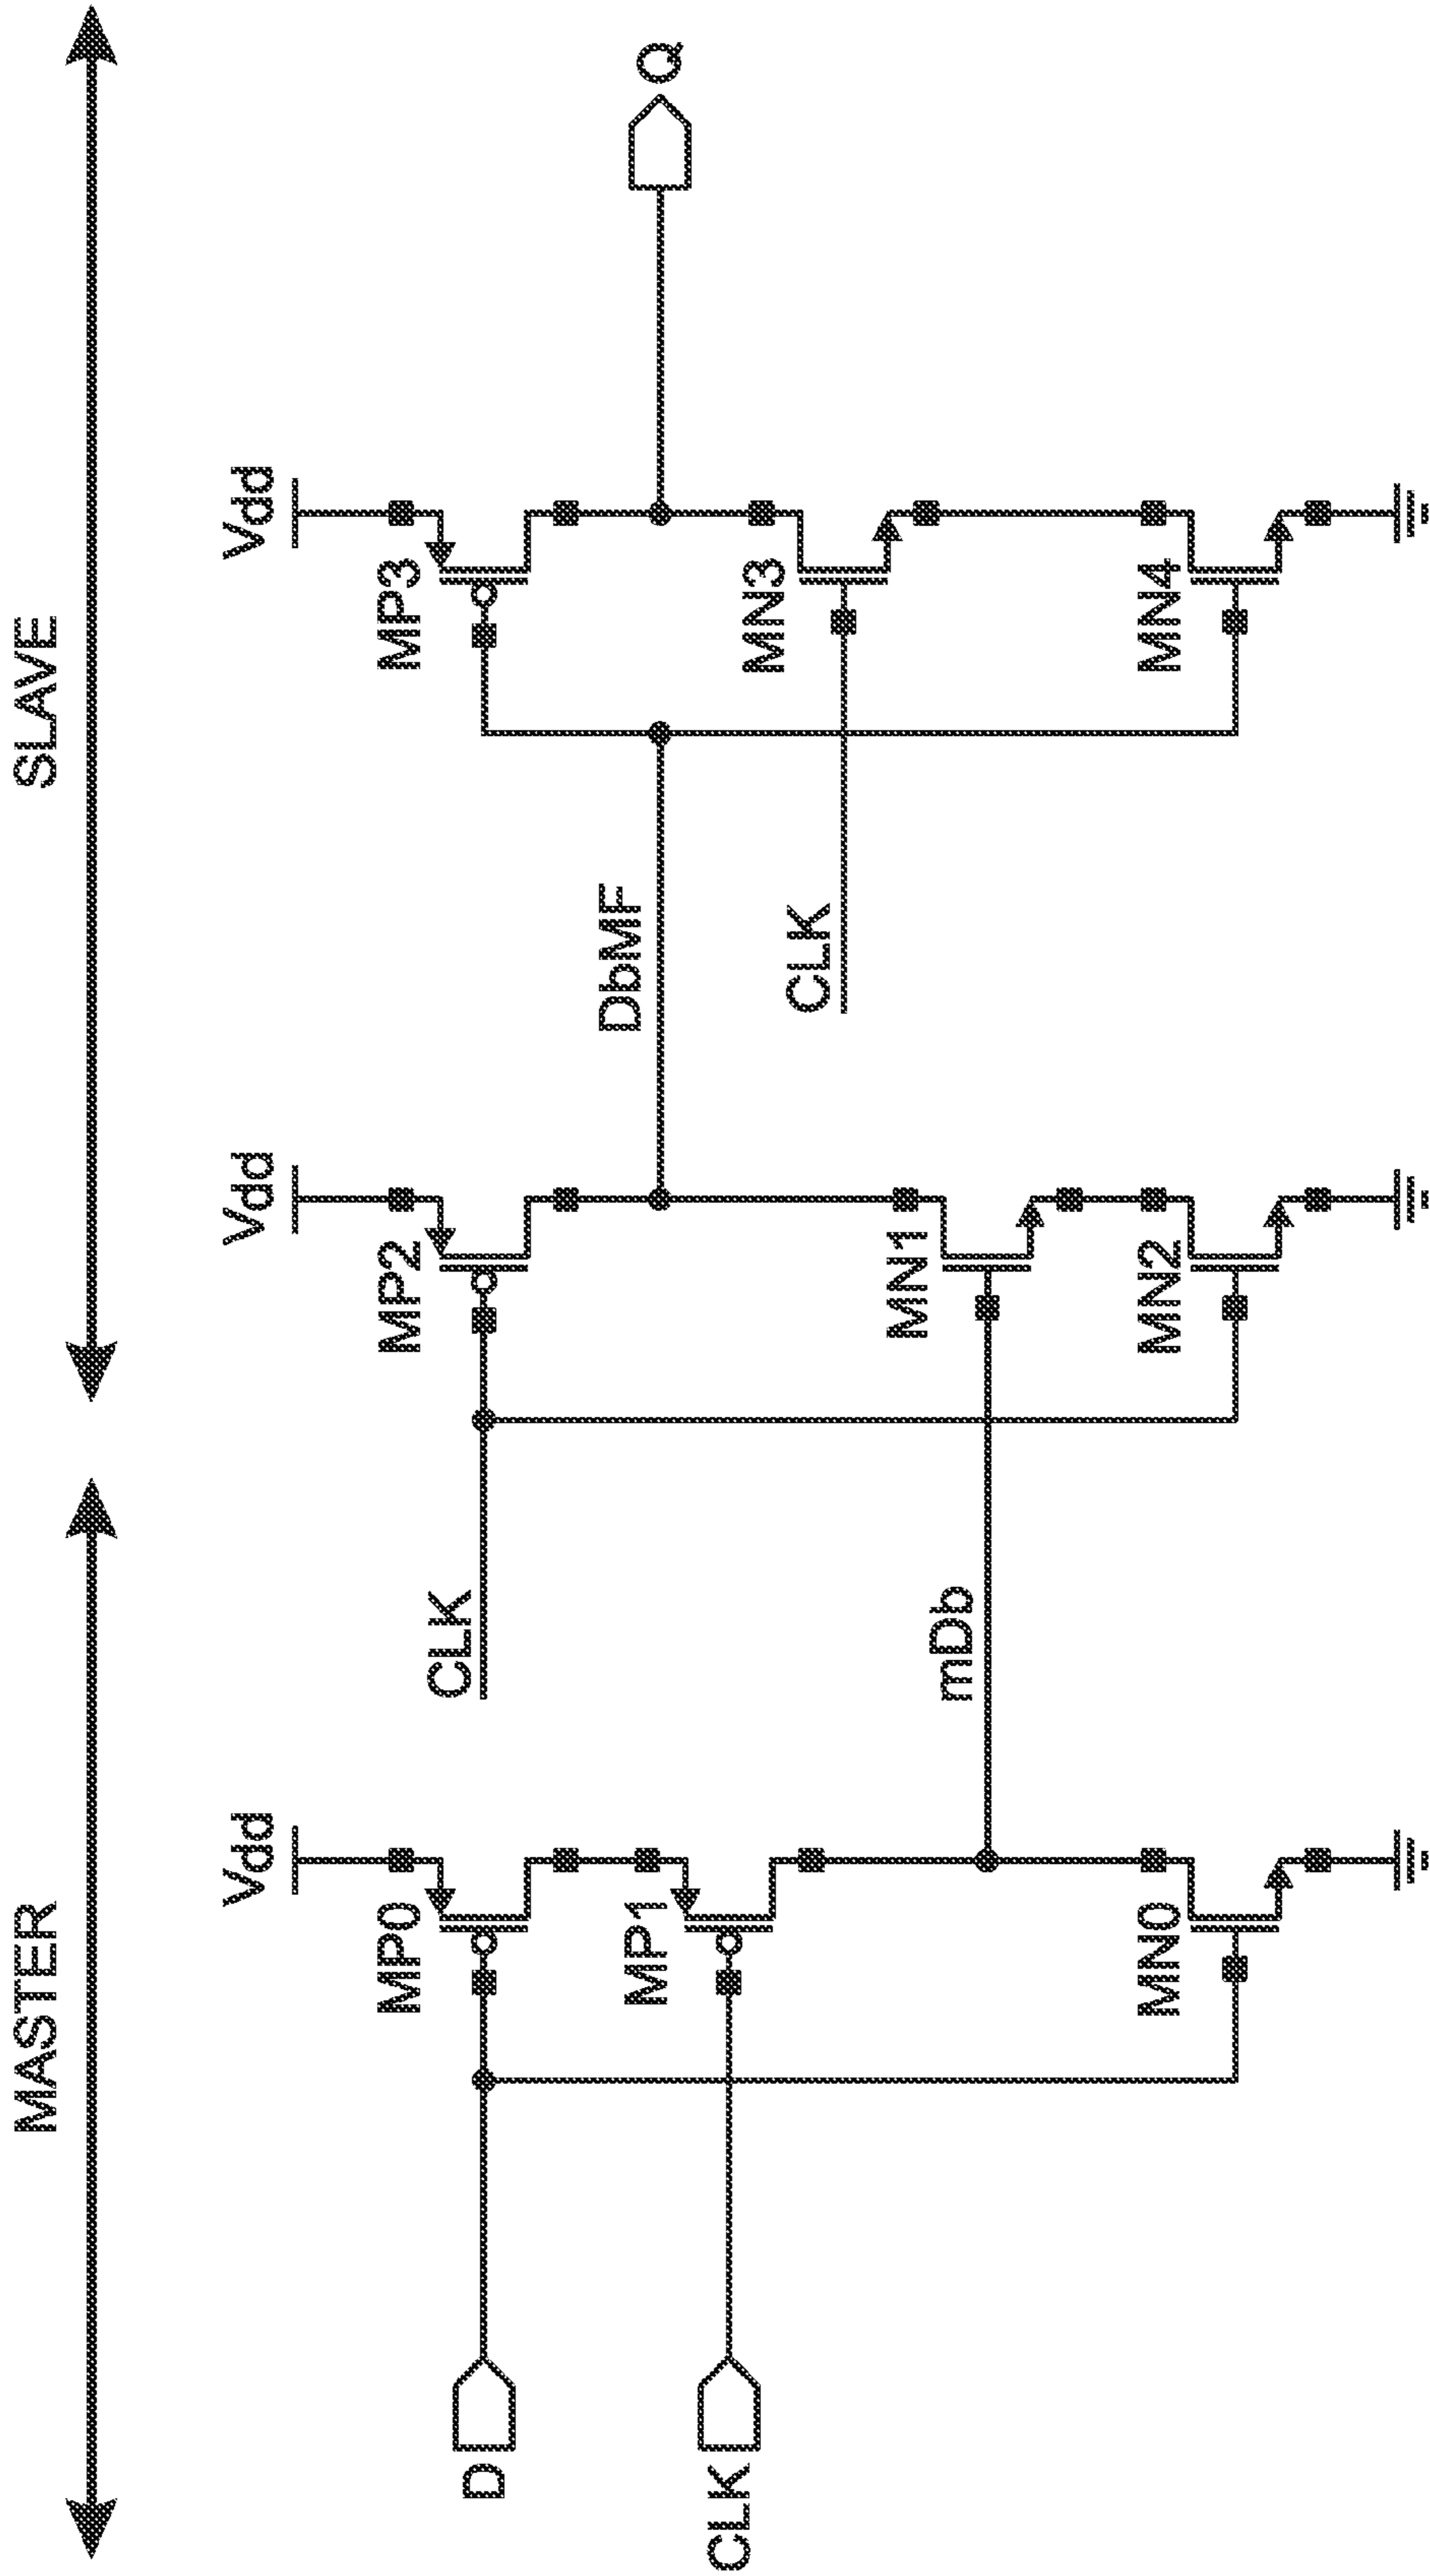 MASTER
SLAVE
Vdd
Vdd
Vdd
MP0
MP2
MP3
D
CLK
DbMF
MP1
CLK
MN3
CLK
MN1
mDb
MN0
MN2
MN4
Q